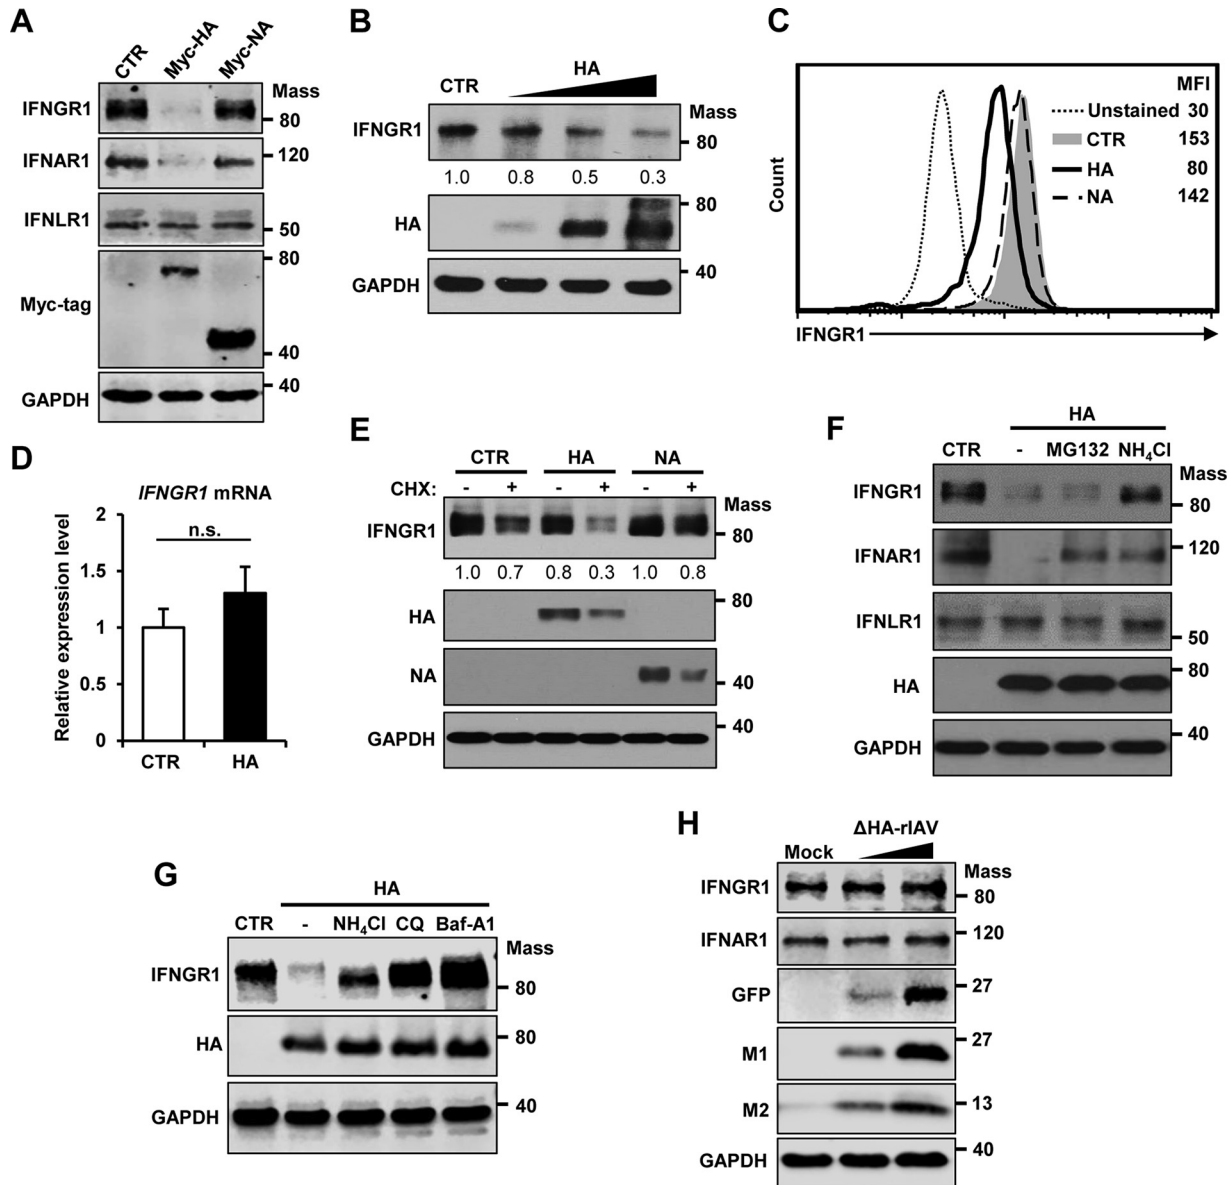 A
CTR
Myc-HA
Myc-NA
Mass
IFNGR1
80
IFNAR1
120
IFNLR1
50
80
Myc-tag
40
GAPDH
40
B
HA
CTR
Mass
IFNGR1
80
1.0 0.8 0.5 0.3
80
HA
GAPDH
40
C
MFI
Unstained 30
CTR 153
HA 80
NA 142
Count
IFNGR1
D
IFNGR1 mRNA
n.s.
Relative expression level
2
1.5
1
0.5
0
CTR HA
E
CTR HA NA
CHX: - + - + - +
Mass
IFNGR1
80
1.0 0.7 0.8 0.3 1.0 0.8
HA
80
NA
40
GAPDH
40
F
HA
CTR - MG132 NH4Cl
Mass
IFNGR1
80
IFNAR1
120
IFNLR1
50
HA
80
GAPDH
40
G
HA
CTR - NH4Cl CQ Baf-A1
Mass
IFNGR1
80
HA
80
GAPDH
40
H
ΔHA-rIAV
Mock
Mass
IFNGR1
80
IFNAR1
120
GFP
27
M1
27
M2
13
GAPDH
40